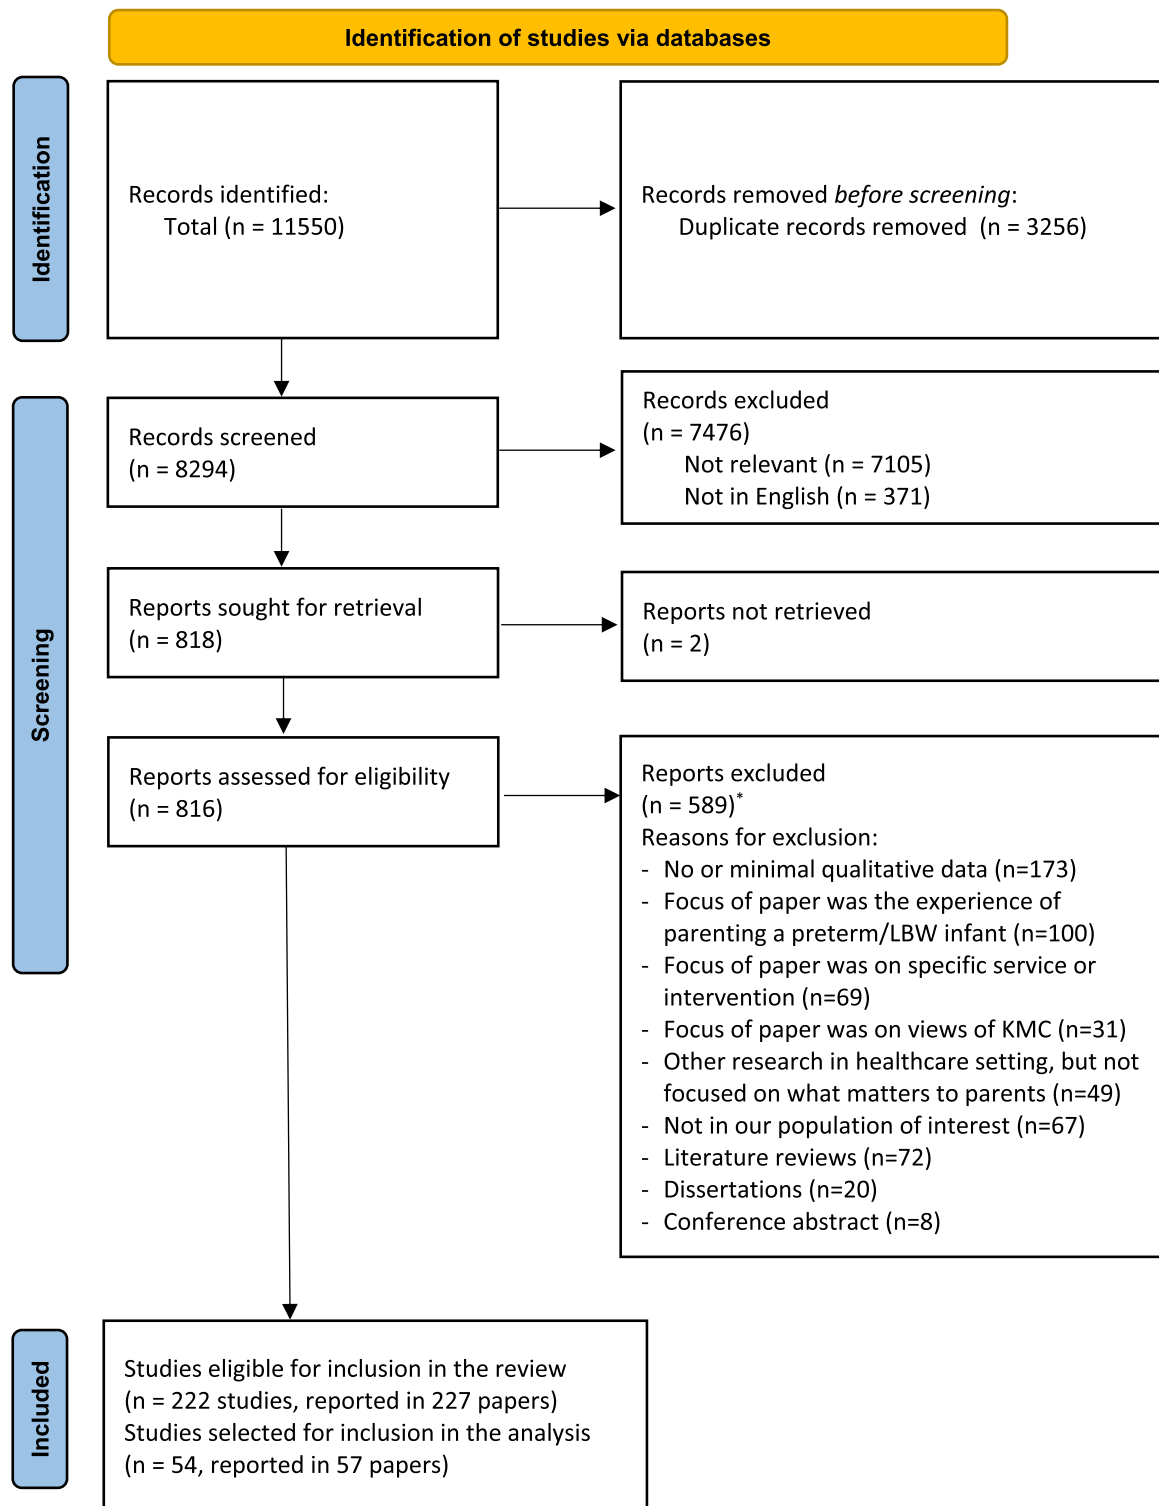 Identification of studies via databases
Identification
Records identified:
Total (n = 11550)
Records removed before screening:
Duplicate records removed  (n = 3256)
Screening
Records screened
(n = 8294)
Records excluded
(n = 7476)
Not relevant (n = 7105)
Not in English (n = 371)
Reports sought for retrieval
(n = 818)
Reports not retrieved
(n = 2)
Reports assessed for eligibility
(n = 816)
Reports excluded
(n = 589)*
Reasons for exclusion:
- No or minimal qualitative data (n=173)
- Focus of paper was the experience of
parenting a preterm/LBW infant (n=100)
- Focus of paper was on specific service or
intervention (n=69)
- Focus of paper was on views of KMC (n=31)
- Other research in healthcare setting, but not
focused on what matters to parents (n=49)
- Not in our population of interest (n=67)
- Literature reviews (n=72)
- Dissertations (n=20)
- Conference abstract (n=8)
Included
Studies eligible for inclusion in the review
(n = 222 studies, reported in 227 papers)
Studies selected for inclusion in the analysis
(n = 54, reported in 57 papers)